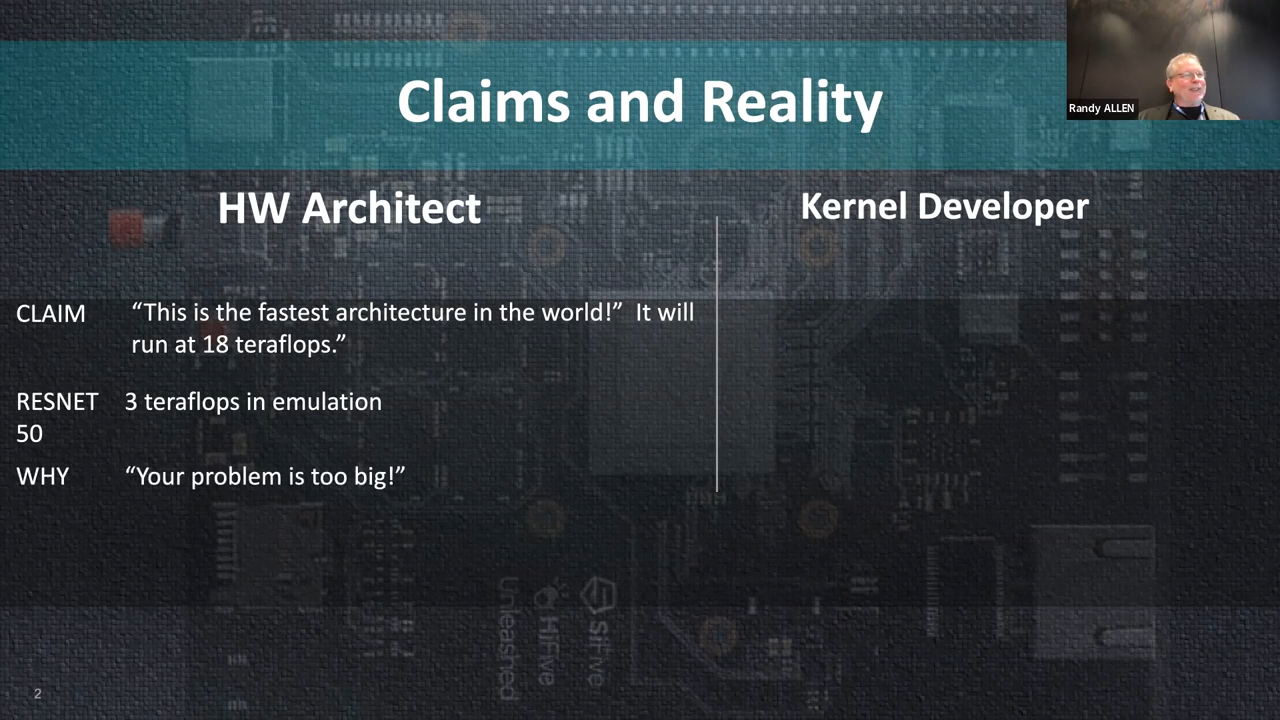 Claims and Reality
Randy ALLEN
HW Architect
Kernel Developer
CLAIM “This is the fastest architecture in the world!”  It will
run at 18 teraflops.”
RESNET 3 teraflops in emulation
50
WHY “Your problem is too big!”
SiFive
HiFive
Unleashed
2